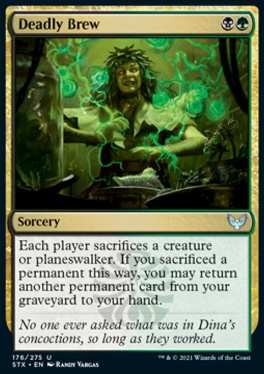 Deadly Brew
Sorcery
Each player sacrifices a creature
or planeswalker. If you sacrificed a
permanent this way, you may return
another permanent card from your
graveyard to your hand.
No one ever asked what was in Dina's
concoctions, so long as they worked.
176/275 U
STX • EN Randy Vargas
™ & © 2021 Wizards of the Coast